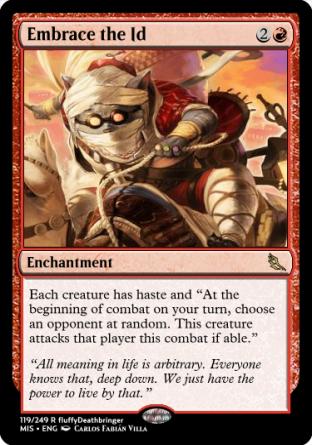 Embrace the Id 2R
Enchantment
Each creature has haste and “At the
beginning of combat on your turn, choose
an opponent at random. This creature
attacks that player this combat if able.”
“All meaning in life is arbitrary. Everyone
knows that, deep down. We just have the
power to live by that.”
119/249 R fluffyDeathbringer
MIS • ENG Carlos Fabián Villa